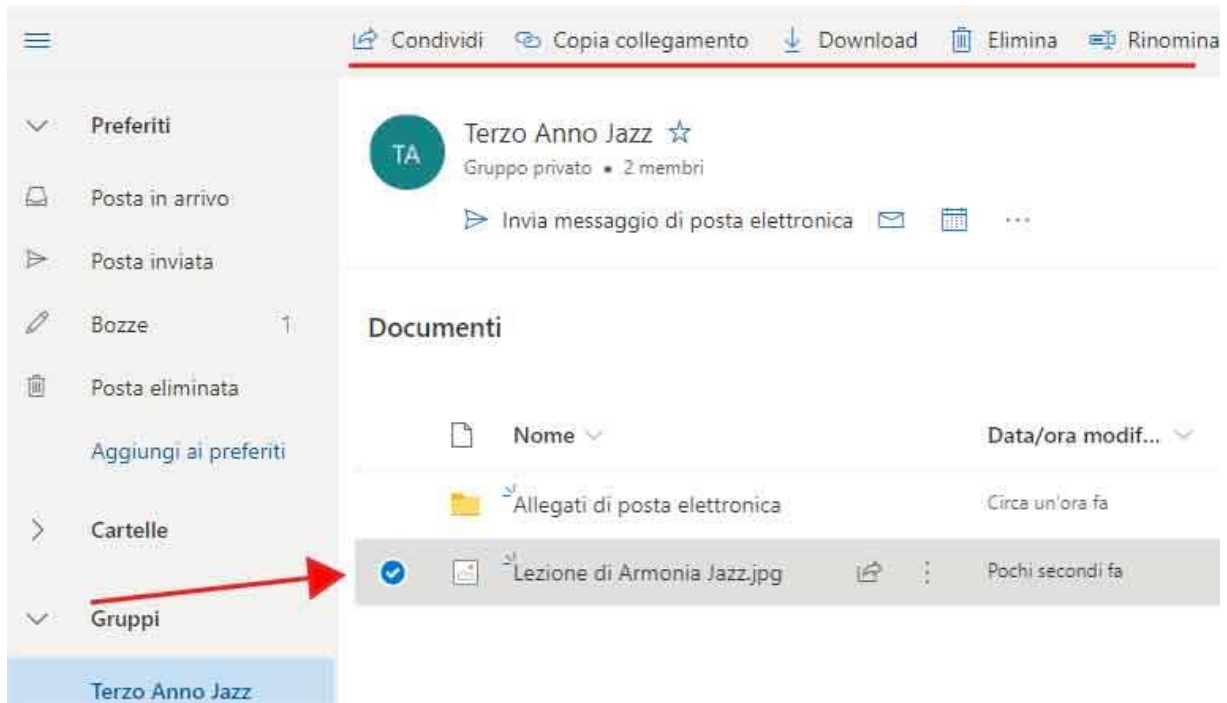 Condividi Copia collegamento Download Elimina Rinomina
Preferiti
Posta in arrivo
Posta inviata
Bozze 1
Posta eliminata
Aggiungi ai preferiti
Cartelle
Gruppi
Terzo Anno Jazz
TA
Terzo Anno Jazz
Gruppo privato • 2 membri
Invia messaggio di posta elettronica ...
Documenti
Nome Data/ora modif...
Allegati di posta elettronica Circa un'ora fa
Lezione di Armonia Jazz.jpg Pochi secondi fa